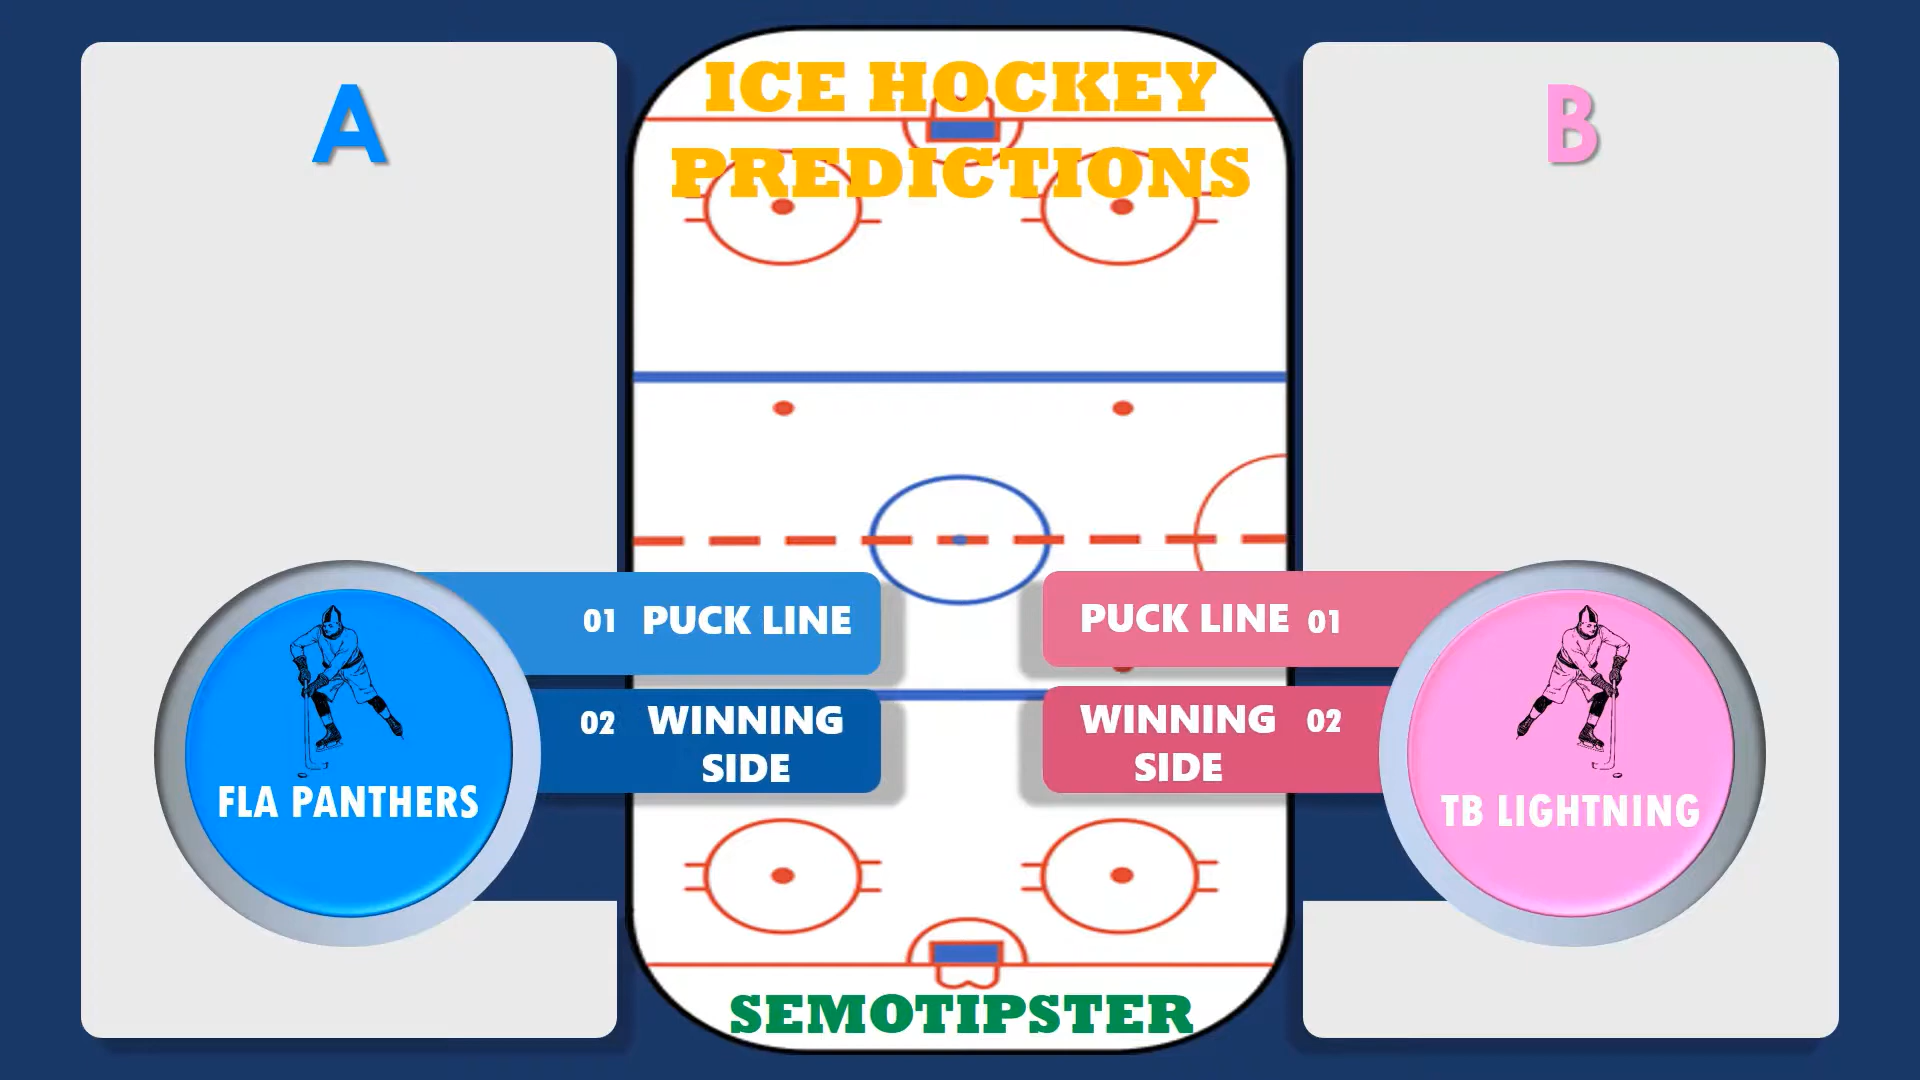 ICE HOCKEY
PREDICTIONS
A
B
01 PUCK LINE
02 WINNING
SIDE
FLA PANTHERS
PUCK LINE 01
WINNING 02
SIDE
TB LIGHTNING
SEMOTIPSTER